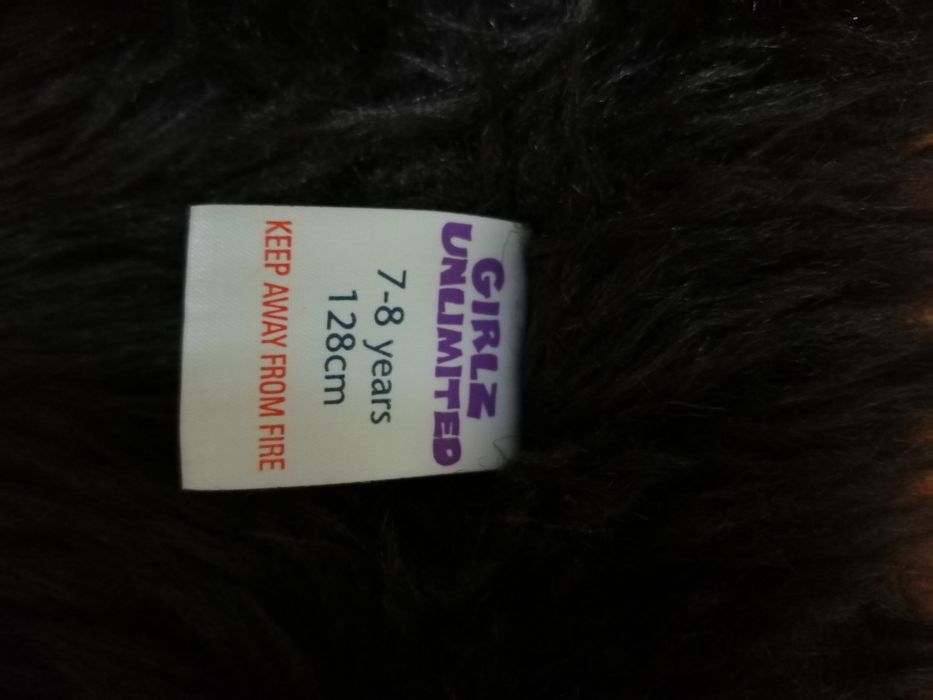 GIRLZ
UNLIMITED
7-8 years
128cm
KEEP AWAY FROM FIRE